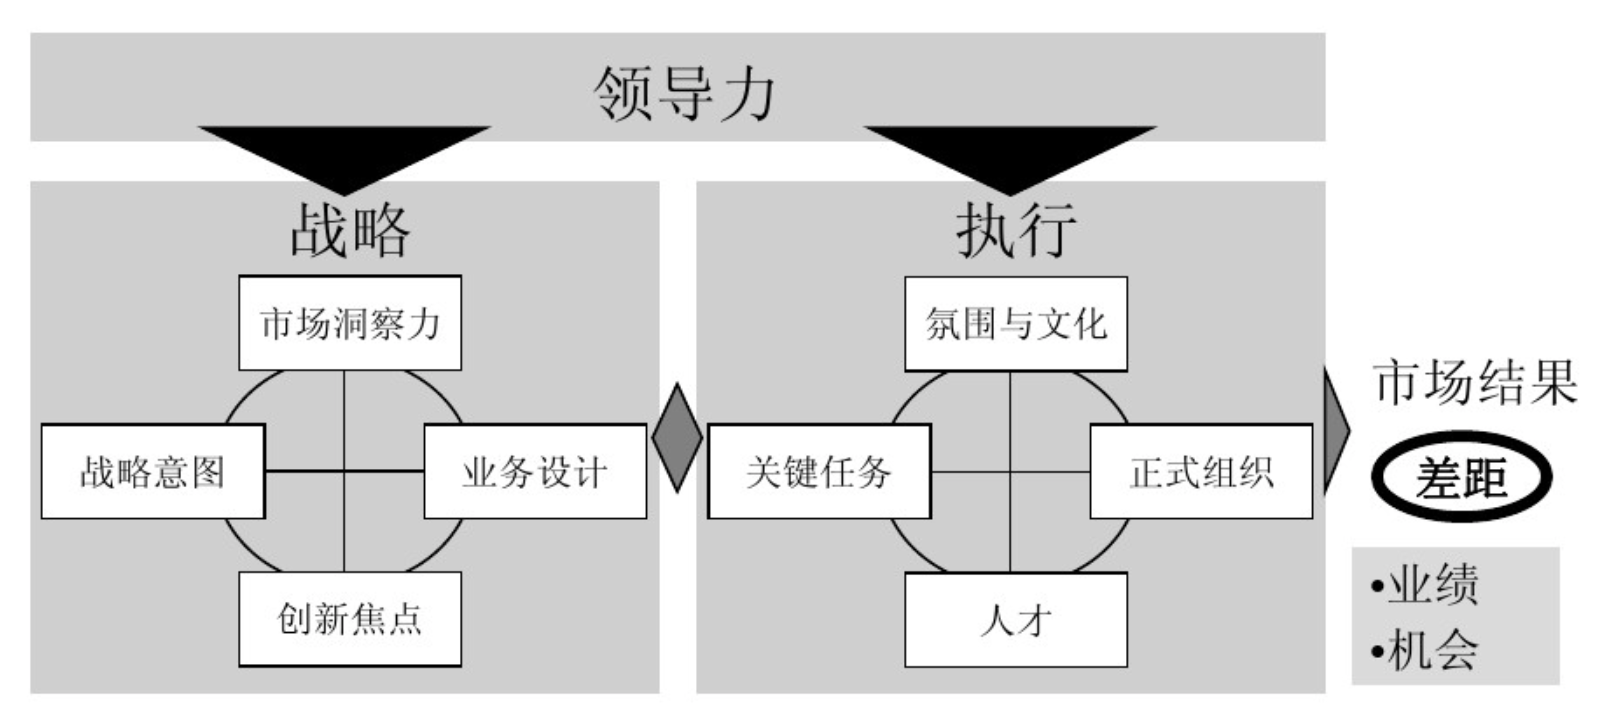 领导力
战略
市场洞察力
战略意图
业务设计
创新焦点
执行
氛围与文化
关键任务
正式组织
人才
市场结果
差距
•业绩
•机会